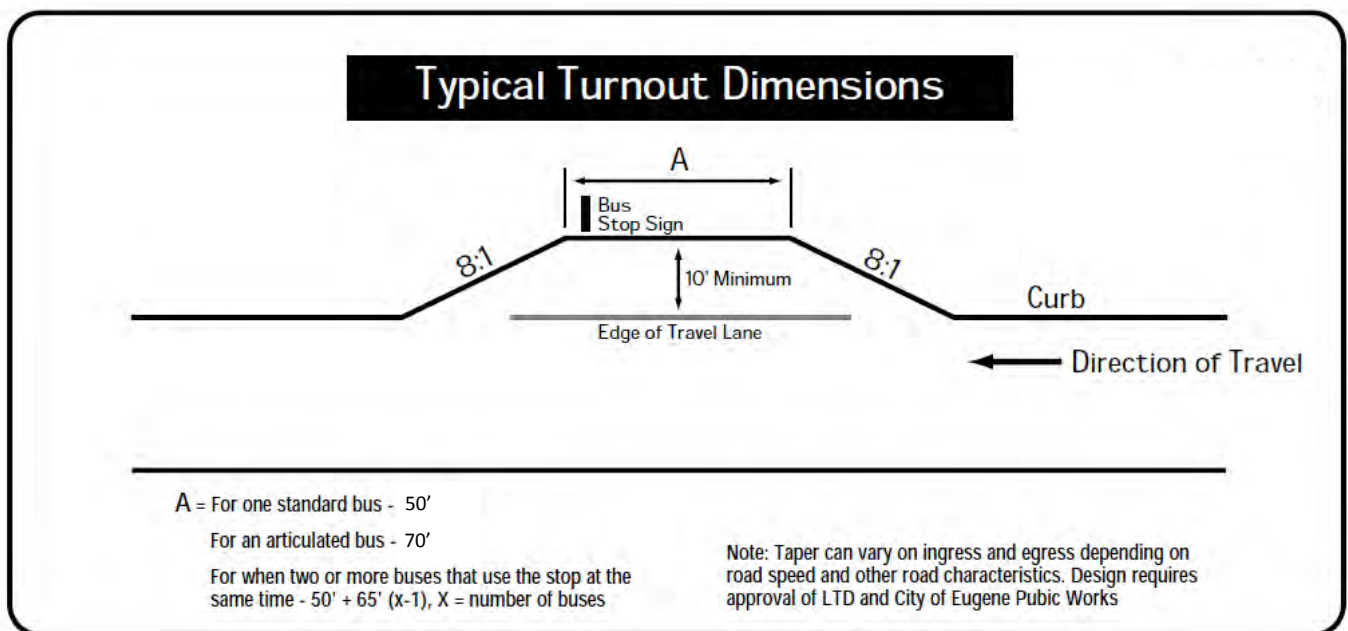 Typical Turnout Dimensions
A
Bus
Stop Sign
8:1
8:1
10' Minimum
Curb
Edge of Travel Lane
Direction of Travel
A = For one standard bus - 50'
For an articulated bus - 70'
For when two or more buses that use the stop at the
same time - 50' + 65' (x-1), X = number of buses
Note: Taper can vary on ingress and egress depending on
road speed and other road characteristics. Design requires
approval of LTD and City of Eugene Pubic Works